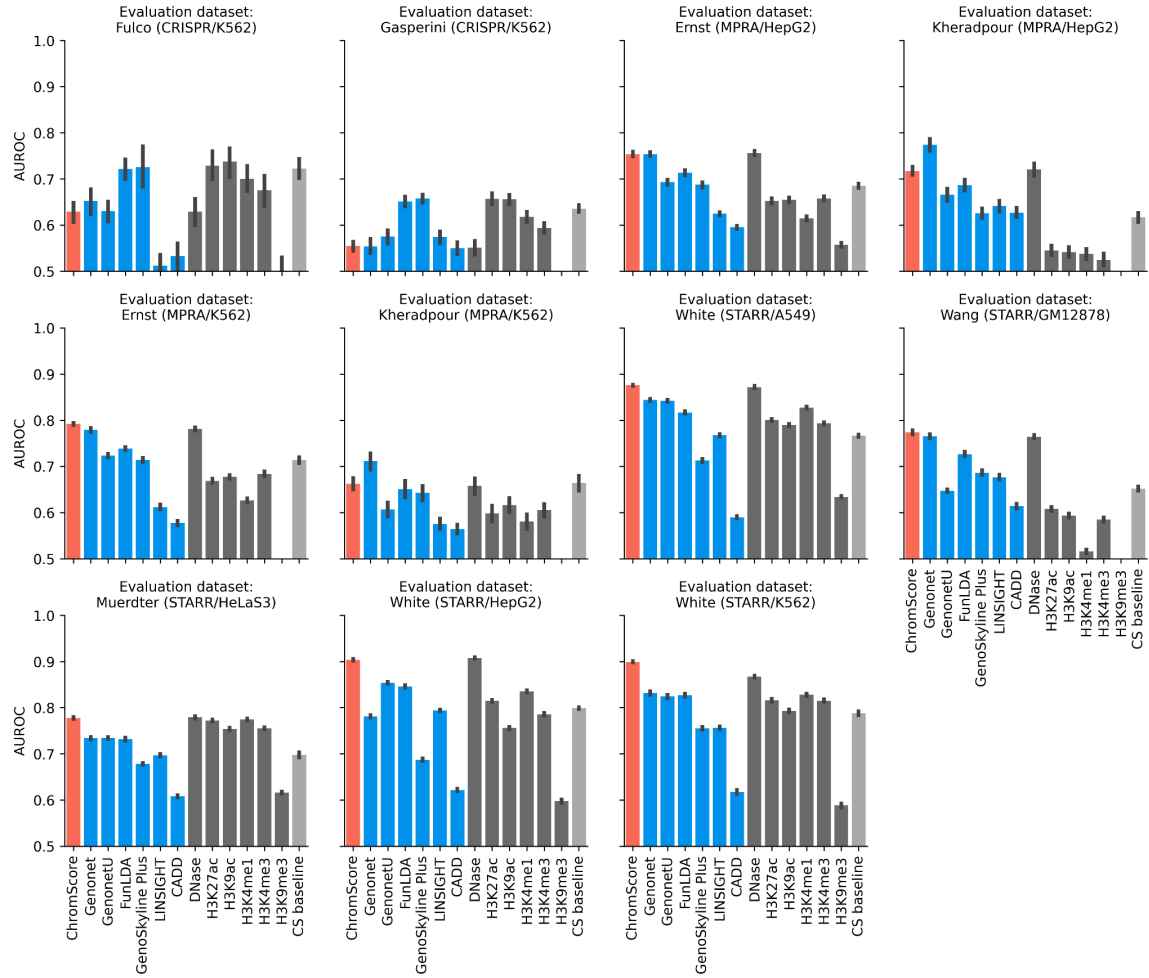 Evaluation dataset:
Fulco (CRISPR/K562)
Evaluation dataset:
Gasperini (CRISPR/K562)
Evaluation dataset:
Ernst (MPRA/HepG2)
Evaluation dataset:
Kheradpour (MPRA/HepG2)
1.0
0.9
0.8
0.7
0.6
0.5
AUROC
1.0
0.9
0.8
0.7
0.6
0.5
Evaluation dataset:
Ernst (MPRA/K562)
Evaluation dataset:
Kheradpour (MPRA/K562)
Evaluation dataset:
White (STARR/A549)
Evaluation dataset:
Wang (STARR/GM12878)
AUROC
ChromScore
Genonet
GenonetU
FunLDA
GenoSkyline Plus
LINSIGHT
CADD
DNase
H3K27ac
H3K9ac
H3K4me1
H3K4me3
H3K9me3
CS baseline
Evaluation dataset:
Muerdter (STARR/HeLaS3)
Evaluation dataset:
White (STARR/HepG2)
Evaluation dataset:
White (STARR/K562)
1.0
0.9
0.8
0.7
0.6
0.5
AUROC
ChromScore
Genonet
GenonetU
FunLDA
GenoSkyline Plus
LINSIGHT
CADD
DNase
H3K27ac
H3K9ac
H3K4me1
H3K4me3
H3K9me3
CS baseline
ChromScore
Genonet
GenonetU
FunLDA
GenoSkyline Plus
LINSIGHT
CADD
DNase
H3K27ac
H3K9ac
H3K4me1
H3K4me3
H3K9me3
CS baseline
ChromScore
Genonet
GenonetU
FunLDA
GenoSkyline Plus
LINSIGHT
CADD
DNase
H3K27ac
H3K9ac
H3K4me1
H3K4me3
H3K9me3
CS baseline